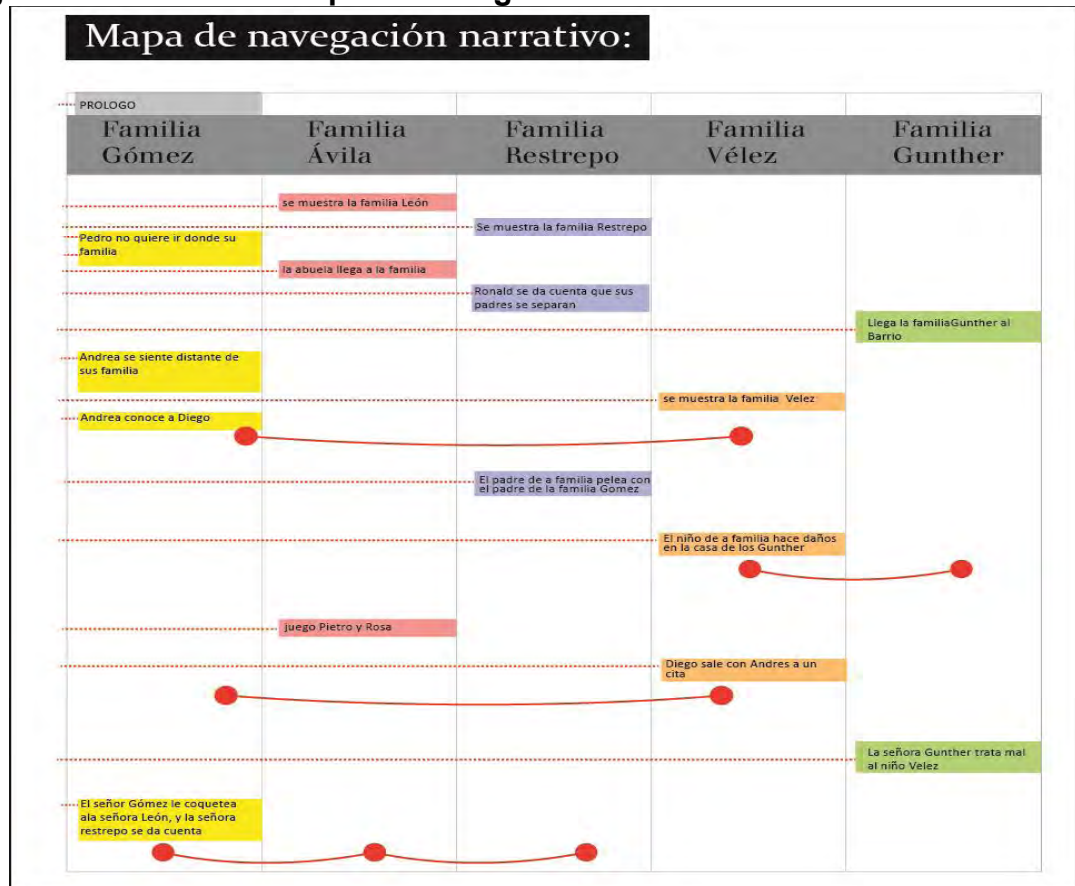 Mapa de navegación narrativo:
PROLOGO
Familia
Gómez
Familia
Ávila
Familia
Restrepo
Familia
Vélez
Familia
Gunther
se muestra la familia León
Se muestra la familia Restrepo
Pedro no quiere ir donde su
familia
la abuela llega a la familia
Ronald se da cuenta que sus
padres se separan
Llega la familiaGunther al
Barrio
Andrea se siente distante de
sus familia
se muestra la familia Velez
Andrea conoce a Diego
El padre de a familia pelea con
el padre de la familia Gomez
El niño de a familia hace daños
en la casa de los Gunther
juego Pietro y Rosa
Diego sale con Andres a un
cita
La señora Gunther trata mal
al niño Velez
El señor Gómez le coquetea
ala señora León, y la señora
restrepo se da cuenta